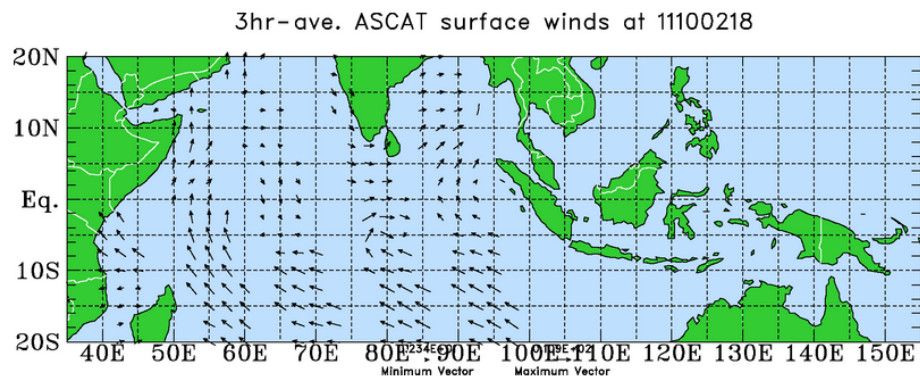 3hr-ave. ASCAT surface winds at 11100218
20N
10N
Eq.
10S
20S
40E 50E 60E 70E 80E 90E 100E 110E 120E 130E 140E 150E
Minimum Vector Maximum Vector